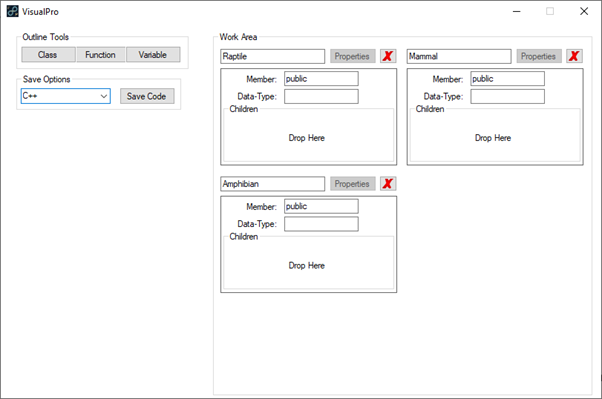 VisualPro
Outline Tools
Class Function Variable
Save Options
C++ Save Code
Work Area
Raptile Properties X
Member: public
Data-Type:
Children
Drop Here
Mammal Properties X
Member: public
Data-Type:
Children
Drop Here
Amphibian Properties X
Member: public
Data-Type:
Children
Drop Here